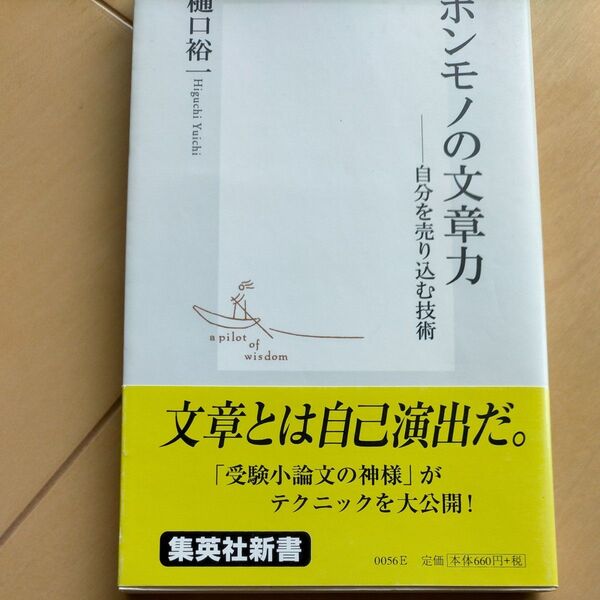 ホンモノの文章力
――自分を売り込む技術
樋口裕一
Higuchi Yuichi
a pilot
of
wisdom
文章とは自己演出だ。
「受験小論文の神様」が
テクニックを大公開!
集英社新書
0056E 定価 本体660円+税